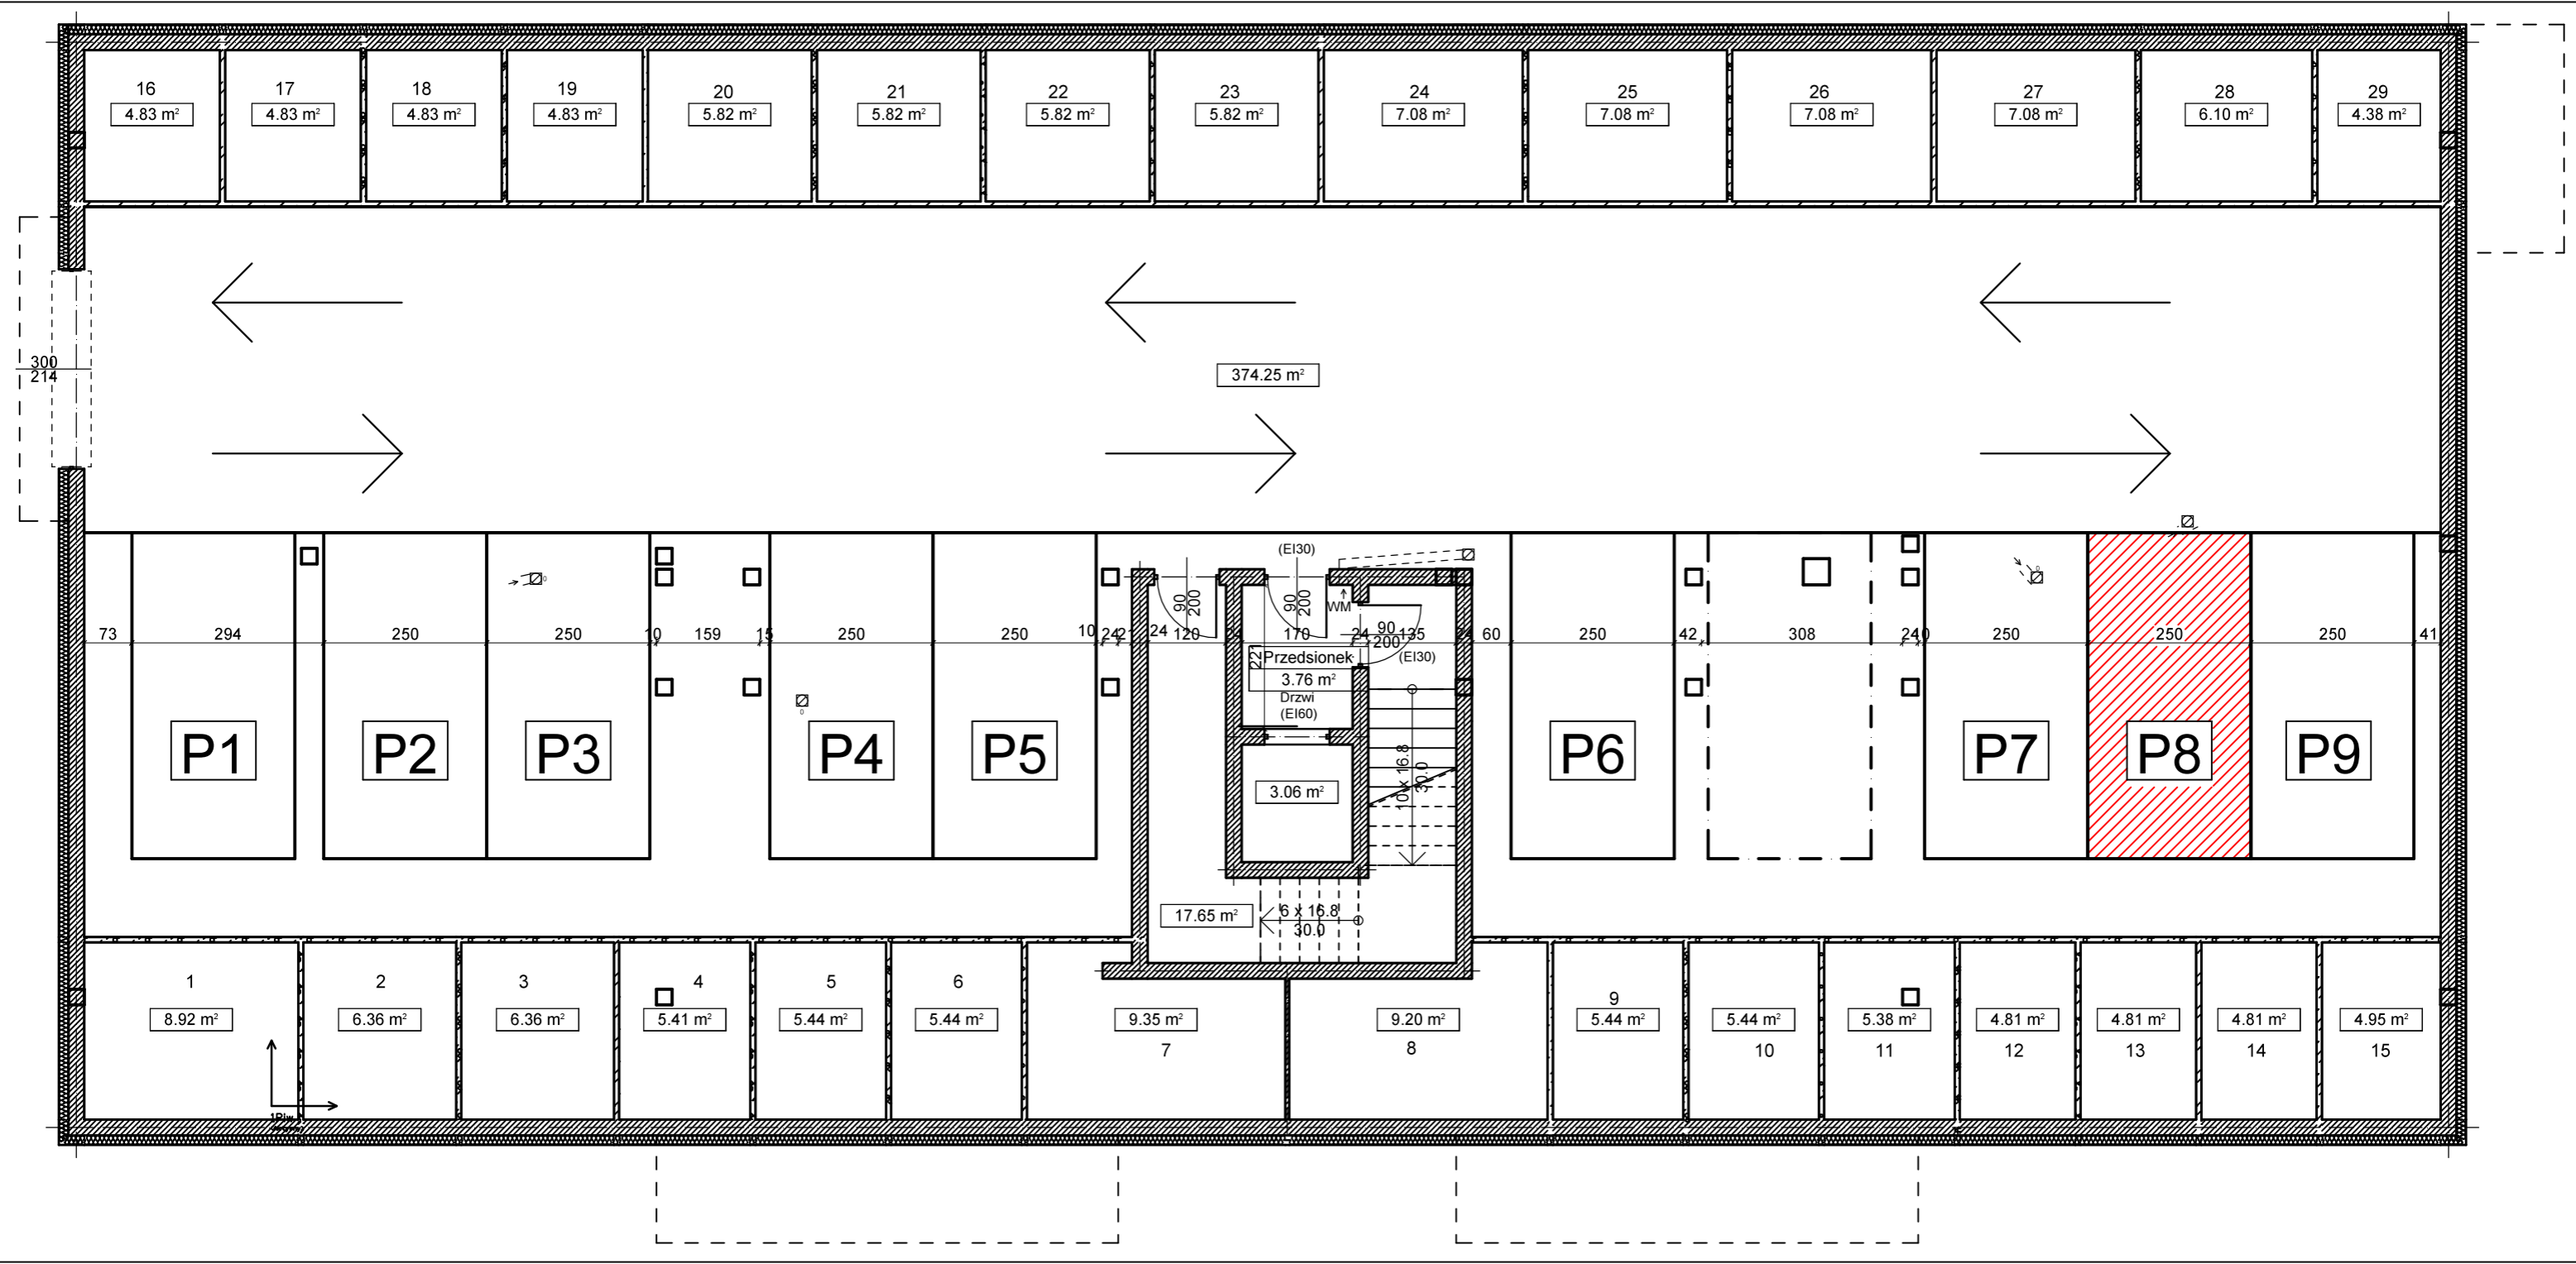 16 17 18 19 20 21 22 23 24 25 26 27 28 29
4.83 m² 4.83 m² 4.83 m² 4.83 m² 5.82 m² 5.82 m² 5.82 m² 5.82 m² 7.08 m² 7.08 m² 7.08 m² 7.08 m² 6.10 m² 4.38 m²
300
214
374.25 m²
(EI30)
90
200
90
200
WM
73 294 250 250 10 159 15 250 250 10 24 24 120 24 170 24 135 24 60 250 42 308 24 250 250 250 41
90
200
(EI30)
221
Przedsionek
3.76 m²
Drzwi
(EI60)
P1 P2 P3 P4 P5 P6 P7 P8 P9
10 x 16.8
30.0
3.06 m²
17.65 m²
6 x 16.8
30.0
1 2 3 4 5 6 9
8.92 m² 6.36 m² 6.36 m² 5.41 m² 5.44 m² 5.44 m² 9.35 m² 9.20 m² 5.44 m² 5.44 m² 5.38 m² 4.81 m² 4.81 m² 4.81 m² 4.95 m²
7 8 10 11 12 13 14 15